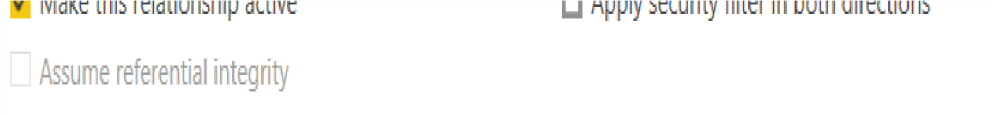 Make this relationship active
Apply security filter in both directions
Assume referential integrity